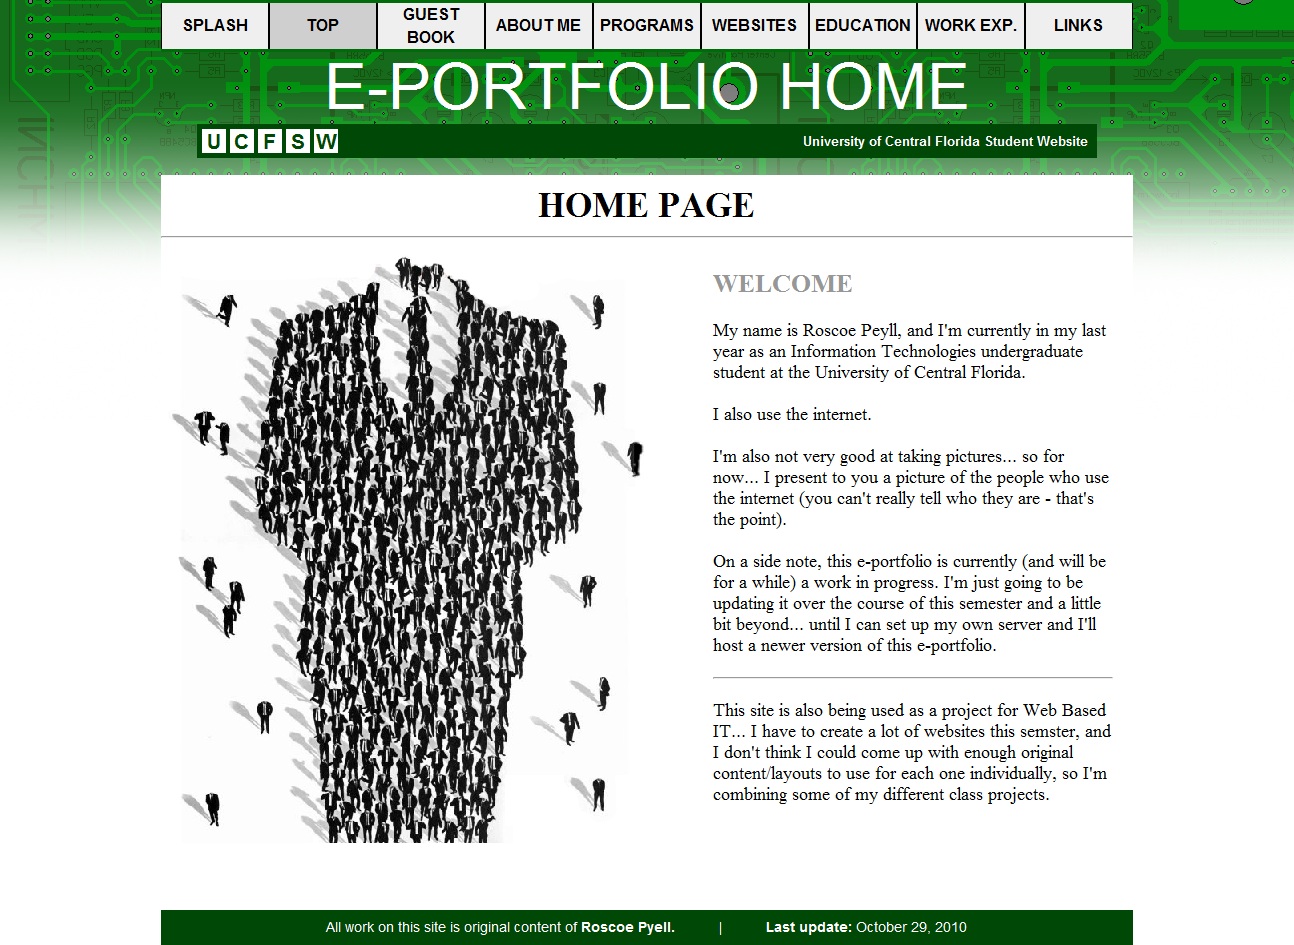 SPLASH
TOP
GUEST
BOOK
ABOUT ME
PROGRAMS
WEBSITES
EDUCATION
WORK EXP.
LINKS
E-PORTFOLIO HOME
U C F S W
University of Central Florida Student Website
HOME PAGE
WELCOME
My name is Roscoe Peyll, and I'm currently in my last
year as an Information Technologies undergraduate
student at the University of Central Florida.
I also use the internet.
I'm also not very good at taking pictures... so for
now... I present to you a picture of the people who use
the internet (you can't really tell who they are - that's
the point).
On a side note, this e-portfolio is currently (and will be
for a while) a work in progress. I'm just going to be
updating it over the course of this semester and a little
bit beyond... until I can set up my own server and I'll
host a newer version of this e-portfolio.
This site is also being used as a project for Web Based
IT... I have to create a lot of websites this semster, and
I don't think I could come up with enough original
content/layouts to use for each one individually, so I'm
combining some of my different class projects.
All work on this site is original content of Roscoe Pyell. | Last update: October 29, 2010